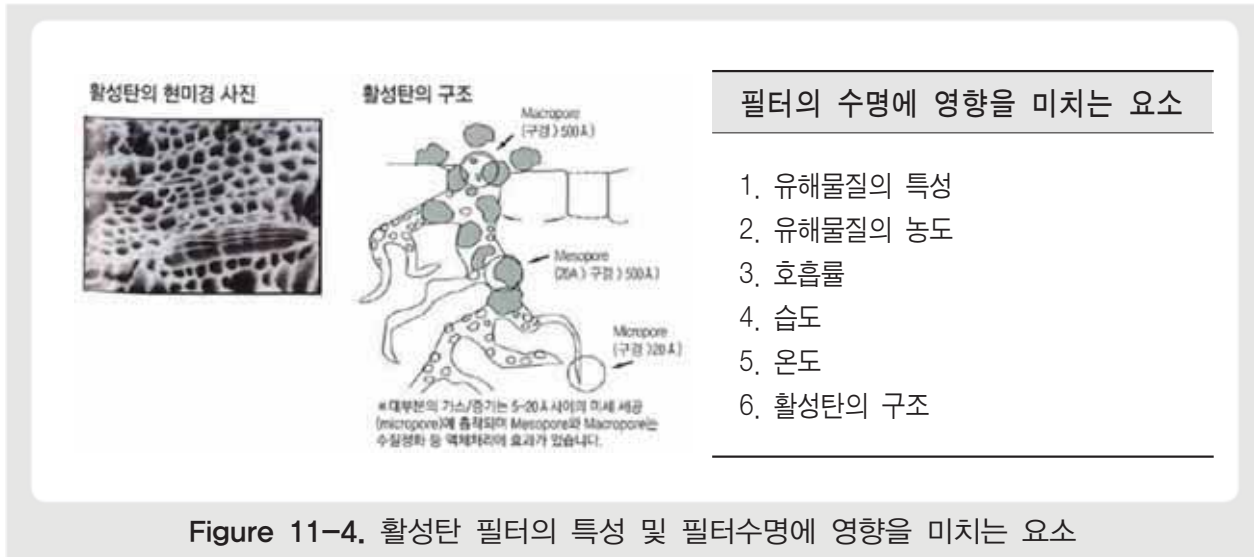 활성탄의 현미경 사진
활성탄의 구조
Macropore
(구경 > 500Å)
Mesopore
(20Å > 구경 > 500Å)
Micropore
(구경 >20Å)
※대부분의 가스/증기는 5~20Å 사이의 미세 세공
(micropore)에 흡착되며 Mesopore와 Macropore는
수질정화 등 액체처리에 효과가 있습니다.
필터의 수명에 영향을 미치는 요소
1. 유해물질의 특성
2. 유해물질의 농도
3. 호흡률
4. 습도
5. 온도
6. 활성탄의 구조
Figure 11-4. 활성탄 필터의 특성 및 필터수명에 영향을 미치는 요소